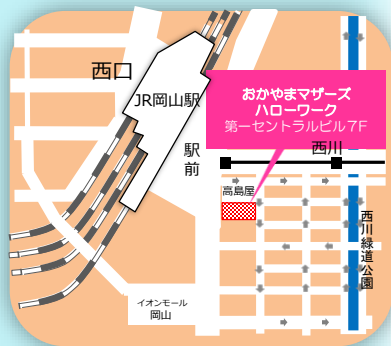 西口
JR岡山駅
おかやまマザーズ
ハローワーク
第一セントラルビル7F
駅前
西川
高島屋
西川緑道公園
イオンモール
岡山